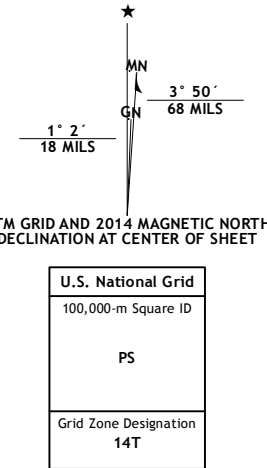 MN
3° 50´
68 MILS
GN
1° 2´
18 MILS
TM GRID AND 2014 MAGNETIC NORTH
DECLINATION AT CENTER OF SHEET
U.S. National Grid
100,000-m Square ID
PS
Grid Zone Designation
14T